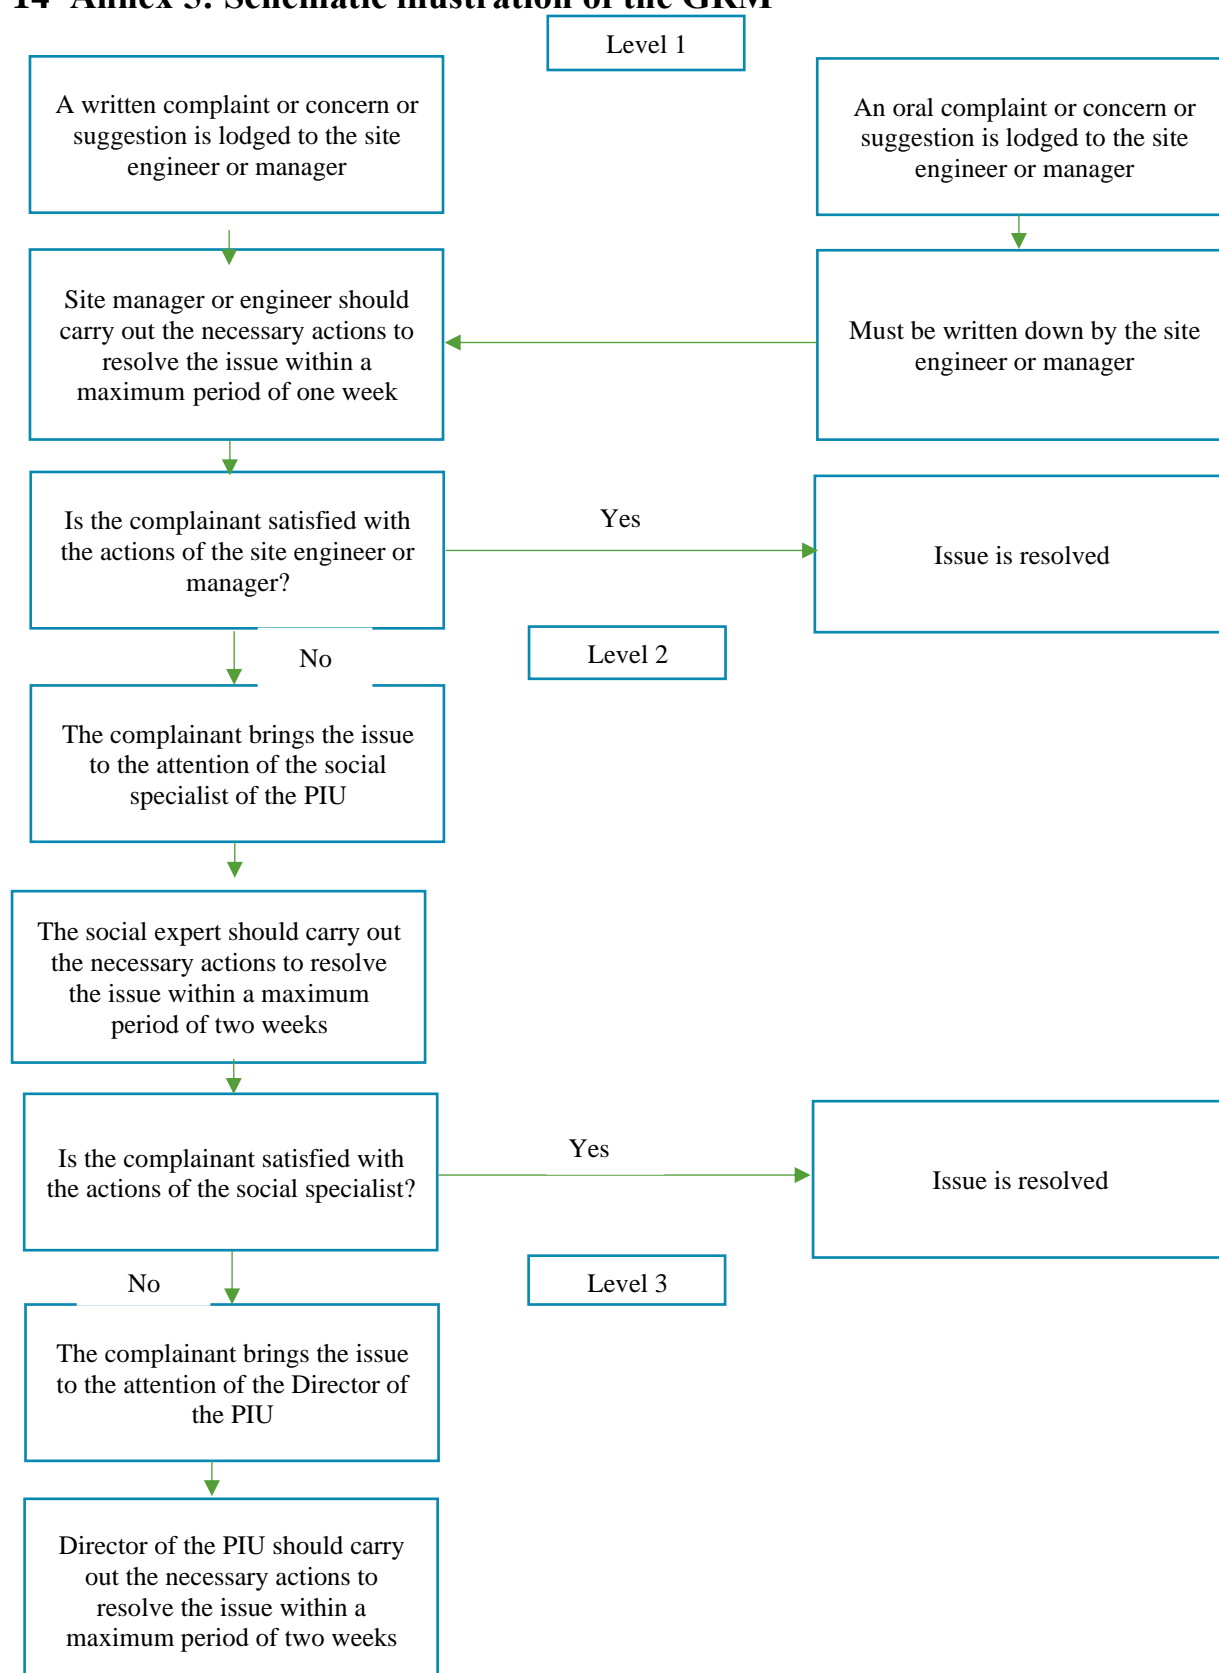 14 Annex 3: Schematic illustration of the GRM
Level 1
A written complaint or concern or
suggestion is lodged to the site
engineer or manager
An oral complaint or concern or
suggestion is lodged to the site
engineer or manager
Site manager or engineer should
carry out the necessary actions to
resolve the issue within a
maximum period of one week
Must be written down by the site
engineer or manager
Is the complainant satisfied with
the actions of the site engineer or
manager?
Yes
Issue is resolved
No
Level 2
The complainant brings the issue
to the attention of the social
specialist of the PIU
The social expert should carry out
the necessary actions to resolve
the issue within a maximum
period of two weeks
Is the complainant satisfied with
the actions of the social specialist?
Yes
Issue is resolved
No
Level 3
The complainant brings the issue
to the attention of the Director of
the PIU
Director of the PIU should carry
out the necessary actions to
resolve the issue within a
maximum period of two weeks